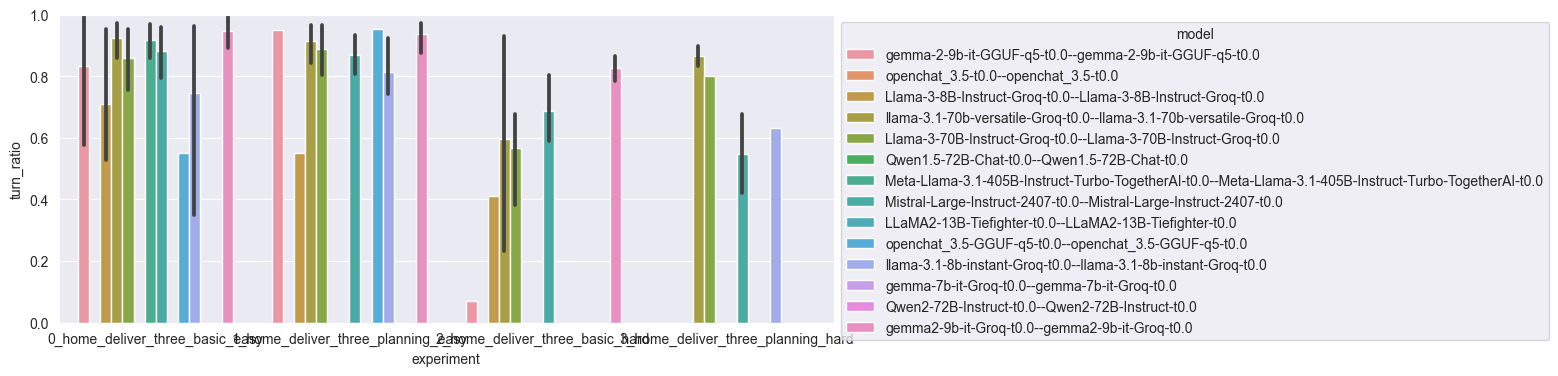 1.0
0.8
0.6
0.4
0.2
0.0
turn_ratio
0_home_deliver_three_basic_easy
1_home_deliver_three_planning_easy
2_home_deliver_three_basic_hard
3_home_deliver_three_planning_hard
experiment
model
gemma-2-9b-it-GGUF-q5-t0.0--gemma-2-9b-it-GGUF-q5-t0.0
openchat_3.5-t0.0--openchat_3.5-t0.0
Llama-3-8B-Instruct-Groq-t0.0--Llama-3-8B-Instruct-Groq-t0.0
llama-3.1-70b-versatile-Groq-t0.0--llama-3.1-70b-versatile-Groq-t0.0
Llama-3-70B-Instruct-Groq-t0.0--Llama-3-70B-Instruct-Groq-t0.0
Qwen1.5-72B-Chat-t0.0--Qwen1.5-72B-Chat-t0.0
Meta-Llama-3.1-405B-Instruct-Turbo-TogetherAI-t0.0--Meta-Llama-3.1-405B-Instruct-Turbo-TogetherAI-t0.0
Mistral-Large-Instruct-2407-t0.0--Mistral-Large-Instruct-2407-t0.0
LLaMA2-13B-Tiefighter-t0.0--LLaMA2-13B-Tiefighter-t0.0
openchat_3.5-GGUF-q5-t0.0--openchat_3.5-GGUF-q5-t0.0
llama-3.1-8b-instant-Groq-t0.0--llama-3.1-8b-instant-Groq-t0.0
gemma-7b-it-Groq-t0.0--gemma-7b-it-Groq-t0.0
Qwen2-72B-Instruct-t0.0--Qwen2-72B-Instruct-t0.0
gemma2-9b-it-Groq-t0.0--gemma2-9b-it-Groq-t0.0